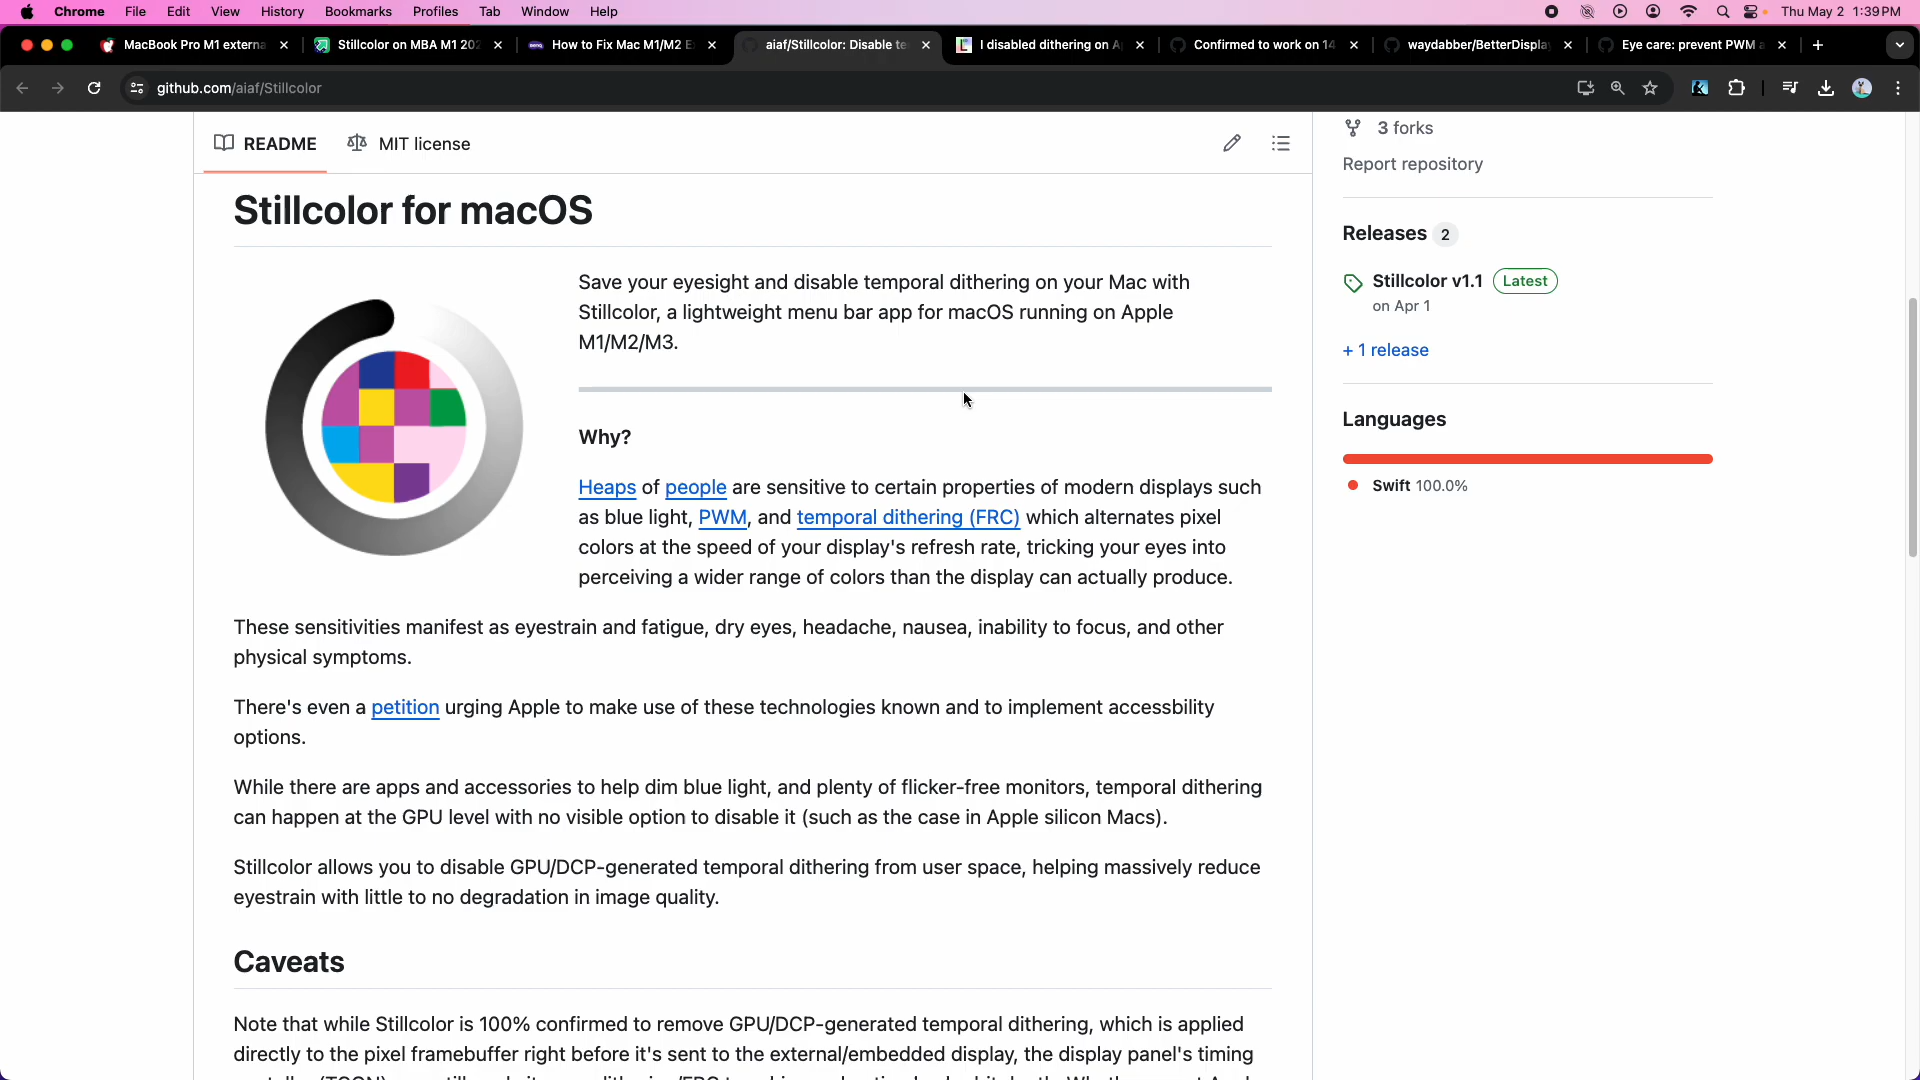 Chrome File Edit View History Bookmarks Profiles Tab Window Help Thu May 2 1:39 PM
MacBook Pro M1 externa Stillcolor on MBA M1 202 How to Fix Mac M1/M2 E aiaf/Stillcolor: Disable te I disabled dithering on A Confirmed to work on 14 waydabber/BetterDisplay Eye care: prevent PWM a
github.com/aiaf/Stillcolor
README MIT license
Stillcolor for macOS
Save your eyesight and disable temporal dithering on your Mac with
Stillcolor, a lightweight menu bar app for macOS running on Apple
M1/M2/M3.
Why?
Heaps of people are sensitive to certain properties of modern displays such
as blue light, PWM, and temporal dithering (FRC) which alternates pixel
colors at the speed of your display's refresh rate, tricking your eyes into
perceiving a wider range of colors than the display can actually produce.
These sensitivities manifest as eyestrain and fatigue, dry eyes, headache, nausea, inability to focus, and other
physical symptoms.
There's even a petition urging Apple to make use of these technologies known and to implement accessbility
options.
While there are apps and accessories to help dim blue light, and plenty of flicker-free monitors, temporal dithering
can happen at the GPU level with no visible option to disable it (such as the case in Apple silicon Macs).
Stillcolor allows you to disable GPU/DCP-generated temporal dithering from user space, helping massively reduce
eyestrain with little to no degradation in image quality.
Caveats
Note that while Stillcolor is 100% confirmed to remove GPU/DCP-generated temporal dithering, which is applied
directly to the pixel framebuffer right before it's sent to the external/embedded display, the display panel's timing
3 forks
Report repository
Releases 2
Stillcolor v1.1 Latest
on Apr 1
+ 1 release
Languages
Swift 100.0%